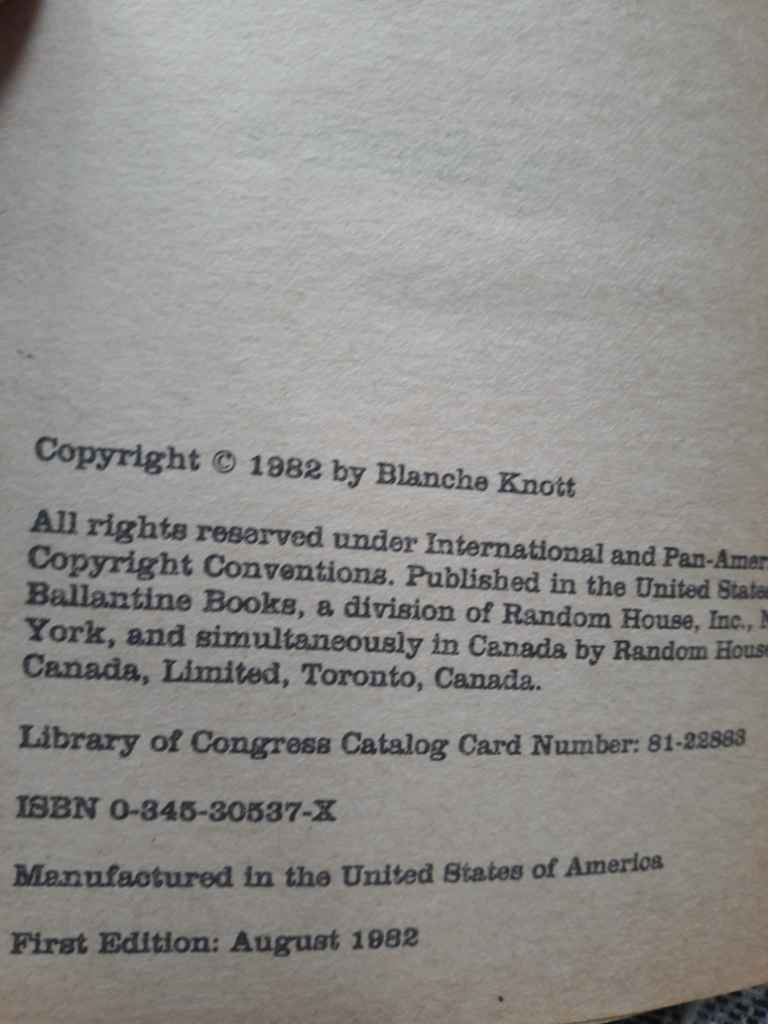 Copyright © 1982 by Blanche Knott
All rights reserved under International and Pan-Amer
Copyright Conventions. Published in the United State
Ballantine Books, a division of Random House, Inc., N
York, and simultaneously in Canada by Random House
Canada, Limited, Toronto, Canada.
Library of Congress Catalog Card Number: 81-22883
ISBN 0-345-30537-X
Manufactured in the United States of America
First Edition: August 1982